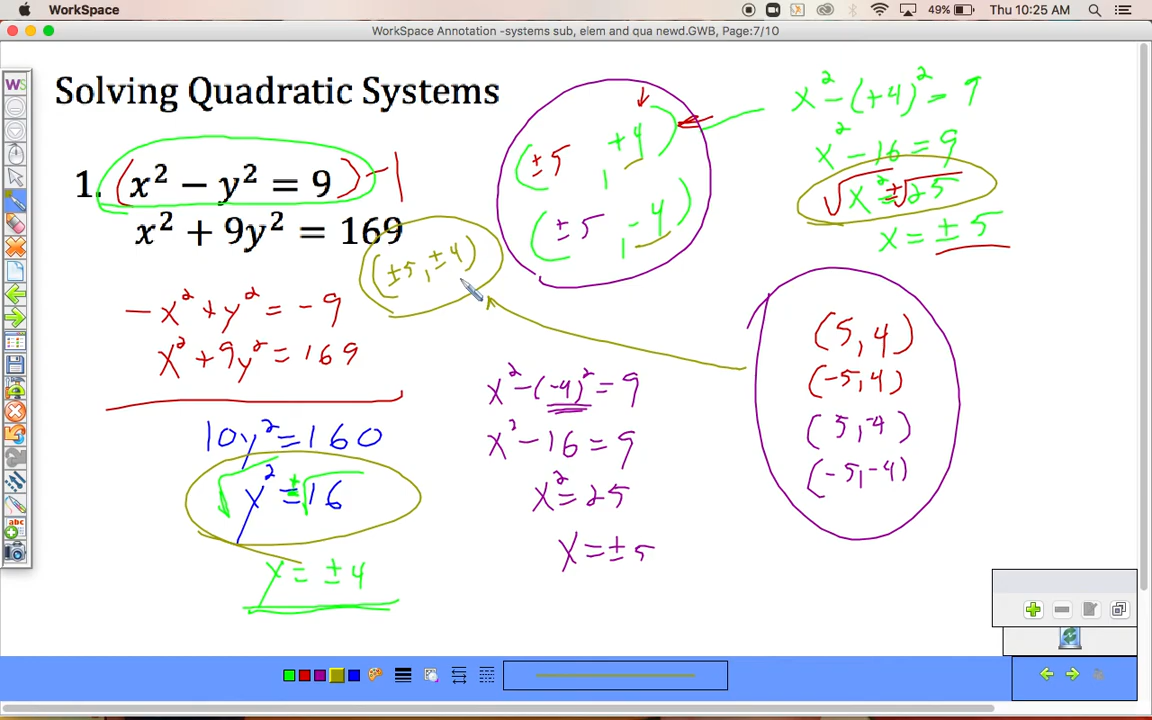 WorkSpace
49%
Thu 10:25 AM
WorkSpace Annotation -systems sub, elem and qua newd.GWB, Page:7/10
Solving Quadratic Systems
1. (x² − y² = 9) −1
x² + 9y² = 169
(±5, ±4)
−x² + y² = −9
x² + 9y² = 169
10y² = 160
√y² = ±√16
y = ±4
(±5, +4)
(±5, −4)
x² − (+4)² = 9
x² − 16 = 9
√x² = ±√25
x = ±5
x² − (−4)² = 9
x² − 16 = 9
x² = 25
x = ±5
(5, 4)
(−5, 4)
(5, −4)
(−5, −4)
WS
abc